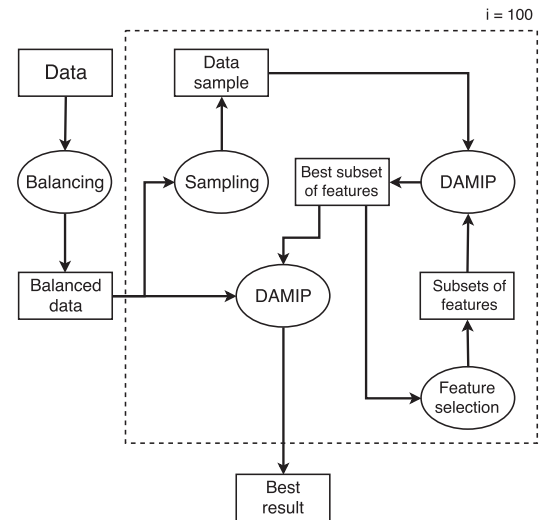 i = 100
Data
Data
sample
Balancing
Sampling
Best subset
of features
DAMIP
Balanced
data
DAMIP
Subsets of
features
Feature
selection
Best
result